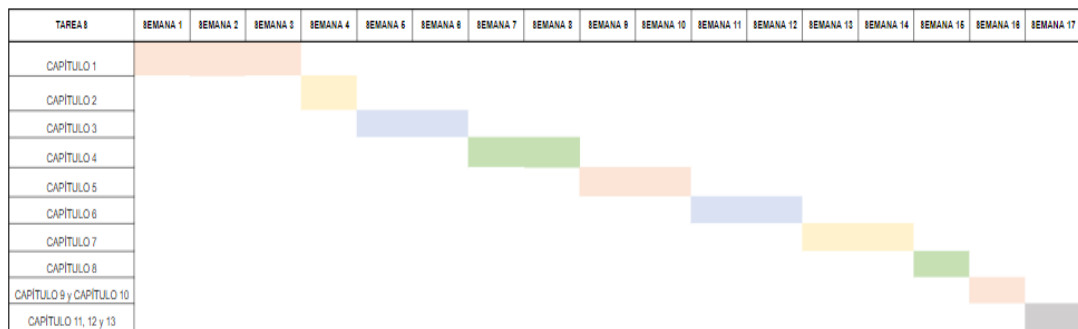 TAREAS SEMANA 1 SEMANA 2 SEMANA 3 SEMANA 4 SEMANA 5 SEMANA 6 SEMANA 7 SEMANA 8 SEMANA 9 SEMANA 10 SEMANA 11 SEMANA 12 SEMANA 13 SEMANA 14 SEMANA 15 SEMANA 16 SEMANA 17
CAPÍTULO 1
CAPÍTULO 2
CAPÍTULO 3
CAPÍTULO 4
CAPÍTULO 5
CAPÍTULO 6
CAPÍTULO 7
CAPÍTULO 8
CAPÍTULO 9 y CAPÍTULO 10
CAPÍTULO 11, 12 y 13